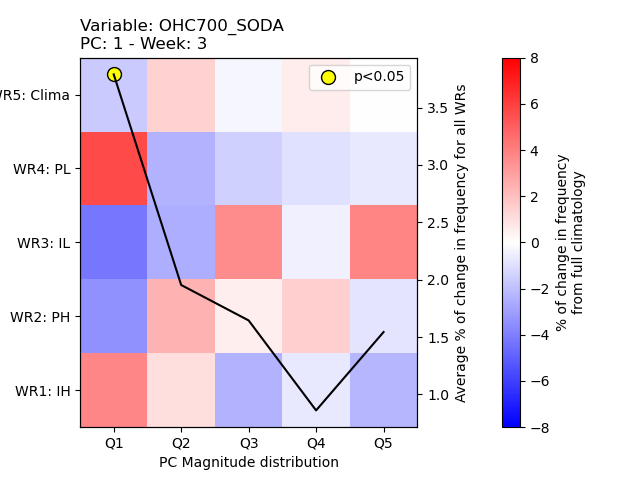 Variable: OHC700_SODA
PC: 1 - Week: 3
p<0.05
R5: Clima
WR4: PL
WR3: IL
WR2: PH
WR1: IH
Q1 Q2 Q3 Q4 Q5
PC Magnitude distribution
3.5
3.0
2.5
2.0
1.5
1.0
Average % of change in frequency for all WRs
8
6
4
2
0
−2
−4
−6
−8
% of change in frequency
from full climatology